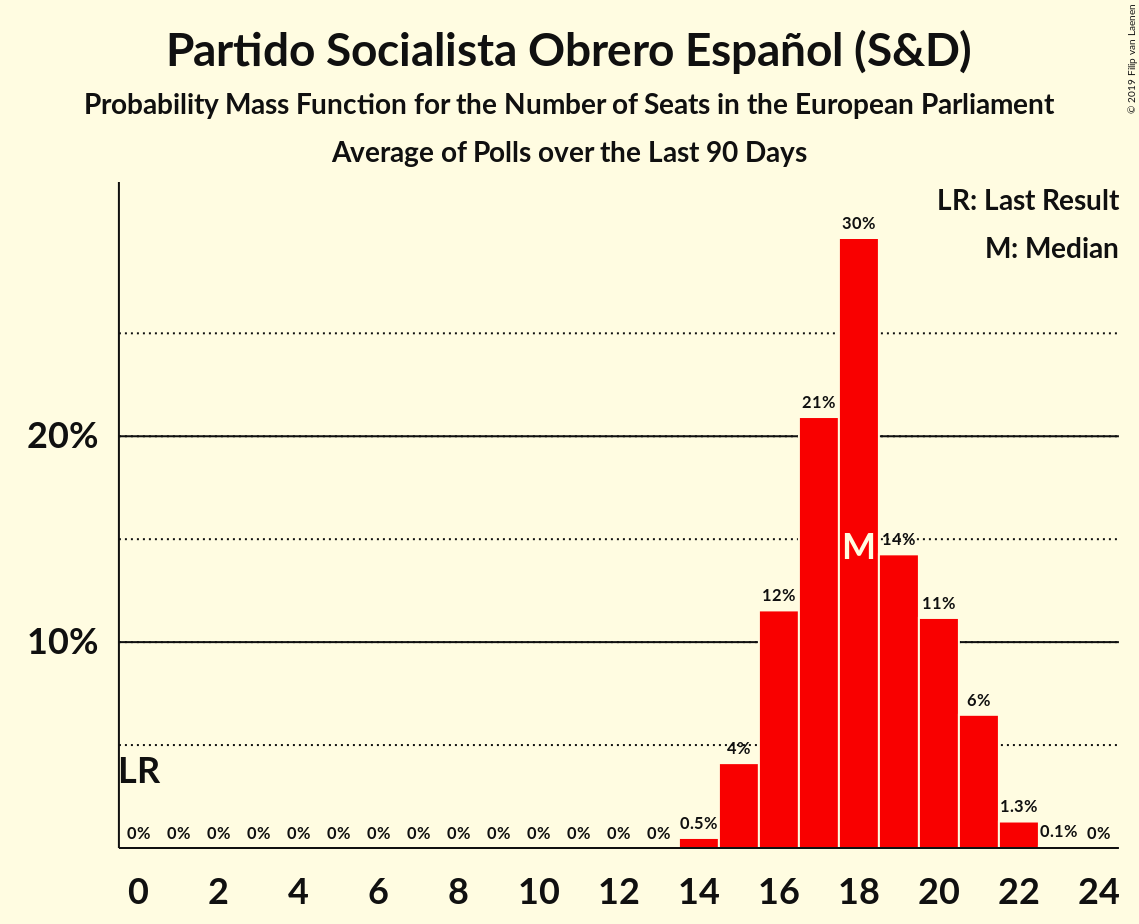 Partido Socialista Obrero Español (S&D)
Probability Mass Function for the Number of Seats in the European Parliament
Average of Polls over the Last 90 Days
© 2019 Filip van Laenen
LR: Last Result
M: Median
30%
21%
20%
M
14%
12%
11%
10%
6%
4%
LR
1.3%
0% 0% 0% 0% 0% 0% 0% 0% 0% 0% 0% 0% 0% 0% 0.5% 0.1% 0%
0 2 4 6 8 10 12 14 16 18 20 22 24